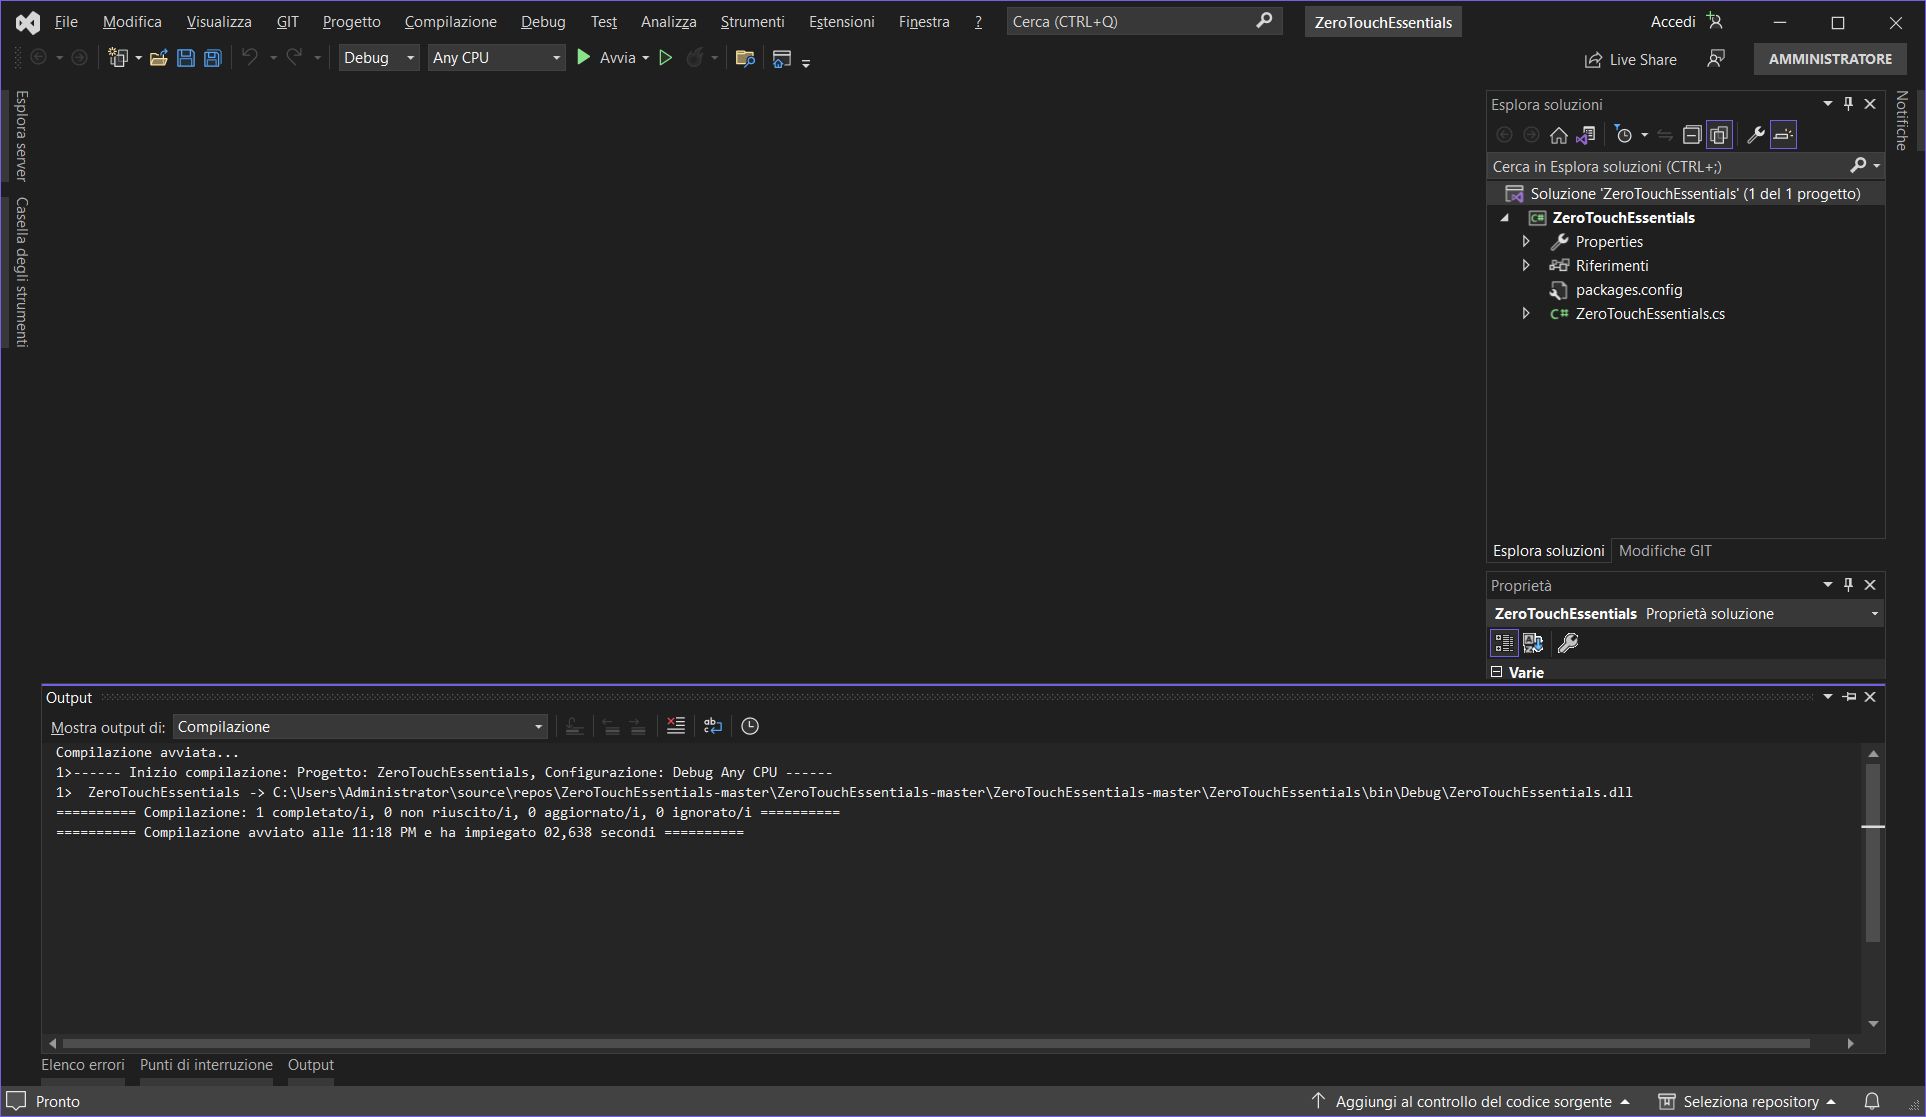 File Modifica Visualizza GIT Progetto Compilazione Debug Test Analizza Strumenti Estensioni Finestra ? Cerca (CTRL+Q) ZeroTouchEssentials Accedi
Debug Any CPU Avvia Live Share AMMINISTRATORE
Esplora server
Casella degli strumenti
Esplora soluzioni
Cerca in Esplora soluzioni (CTRL+;)
Soluzione 'ZeroTouchEssentials' (1 del 1 progetto)
C# ZeroTouchEssentials
Properties
Riferimenti
packages.config
C# ZeroTouchEssentials.cs
Esplora soluzioni Modifiche GIT
Notifiche
Proprietà
ZeroTouchEssentials Proprietà soluzione
Varie
Output
Mostra output di: Compilazione
Compilazione avviata...
1>------ Inizio compilazione: Progetto: ZeroTouchEssentials, Configurazione: Debug Any CPU ------
1>  ZeroTouchEssentials -> C:\Users\Administrator\source\repos\ZeroTouchEssentials-master\ZeroTouchEssentials-master\ZeroTouchEssentials-master\ZeroTouchEssentials\bin\Debug\ZeroTouchEssentials.dll
========== Compilazione: 1 completato/i, 0 non riuscito/i, 0 aggiornato/i, 0 ignorato/i ==========
========== Compilazione avviato alle 11:18 PM e ha impiegato 02,638 secondi ==========
Elenco errori Punti di interruzione Output
Pronto Aggiungi al controllo del codice sorgente Seleziona repository